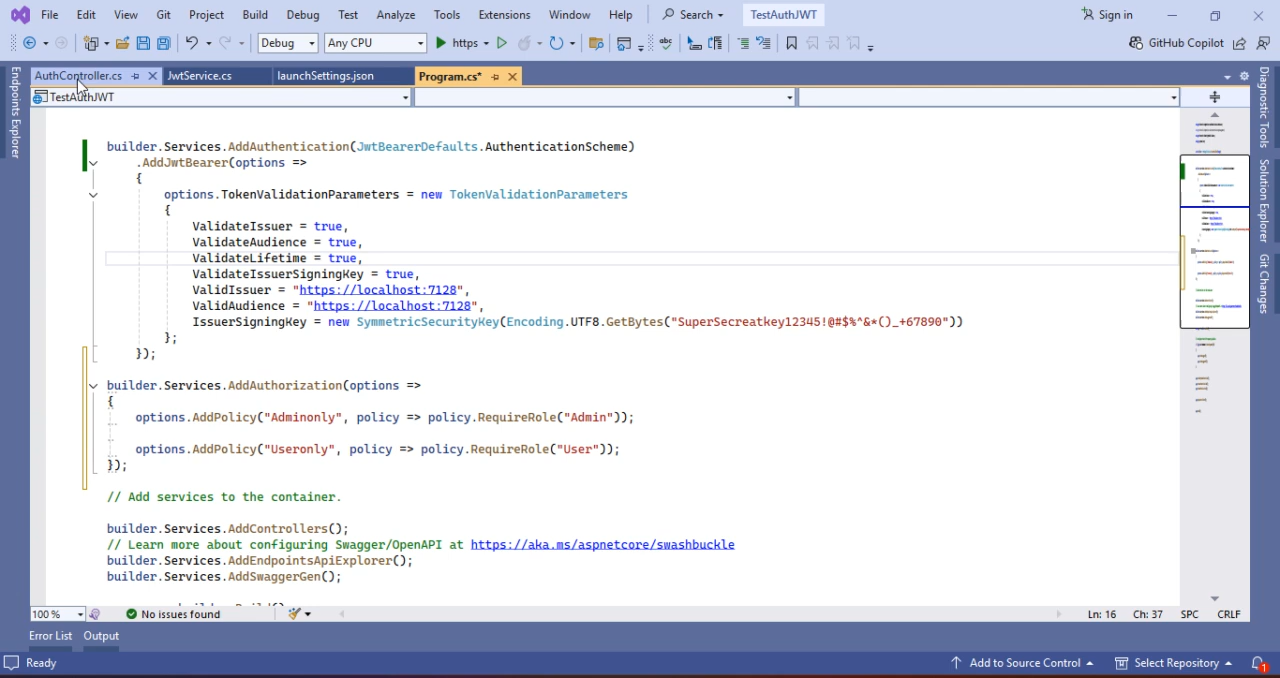 File Edit View Git Project Build Debug Test Analyze Tools Extensions Window Help Search TestAuthJWT Sign in
Debug Any CPU https GitHub Copilot
AuthController.cs JwtService.cs launchSettings.json Program.cs*
TestAuthJWT
Endpoints Explorer
builder.Services.AddAuthentication(JwtBearerDefaults.AuthenticationScheme)
.AddJwtBearer(options =>
{
options.TokenValidationParameters = new TokenValidationParameters
{
ValidateIssuer = true,
ValidateAudience = true,
ValidateLifetime = true,
ValidateIssuerSigningKey = true,
ValidIssuer = "https://localhost:7128",
ValidAudience = "https://localhost:7128",
IssuerSigningKey = new SymmetricSecurityKey(Encoding.UTF8.GetBytes("SuperSecreatkey12345!@#$%^&*()_+67890"))
};
});
builder.Services.AddAuthorization(options =>
{
options.AddPolicy("Adminonly", policy => policy.RequireRole("Admin"));
options.AddPolicy("Useronly", policy => policy.RequireRole("User"));
});
// Add services to the container.
builder.Services.AddControllers();
// Learn more about configuring Swagger/OpenAPI at https://aka.ms/aspnetcore/swashbuckle
builder.Services.AddEndpointsApiExplorer();
builder.Services.AddSwaggerGen();
Diagnostic Tools
Solution Explorer
Git Changes
100 % No issues found Ln: 16 Ch: 37 SPC CRLF
Error List Output
Ready Add to Source Control Select Repository 1